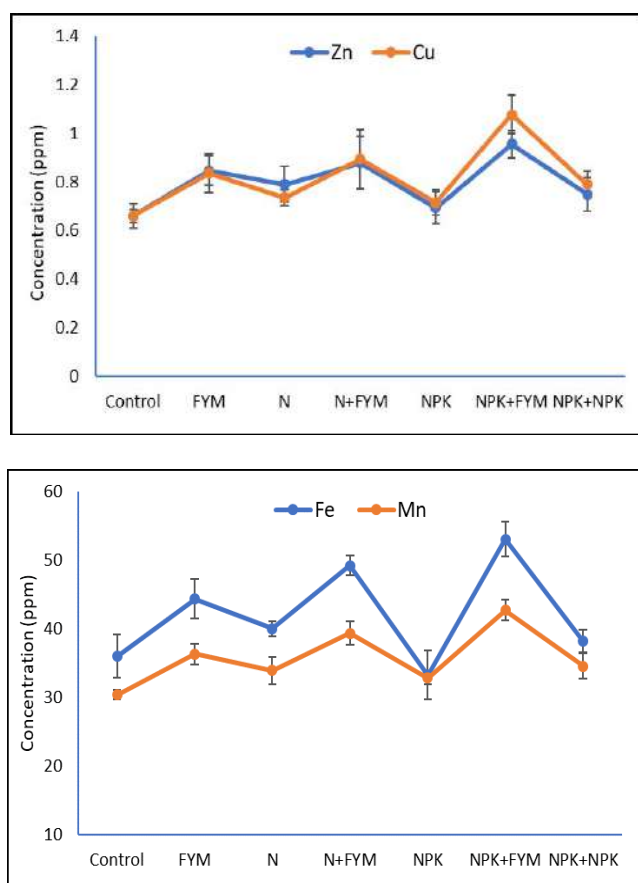 1.4
Zn Cu
1.2
1
0.8
0.6
0.4
0.2
0
Concentration (ppm)
Control FYM N N+FYM NPK NPK+FYM NPK+NPK
60
Fe Mn
50
40
30
20
10
Concentration (ppm)
Control FYM N N+FYM NPK NPK+FYM NPK+NPK